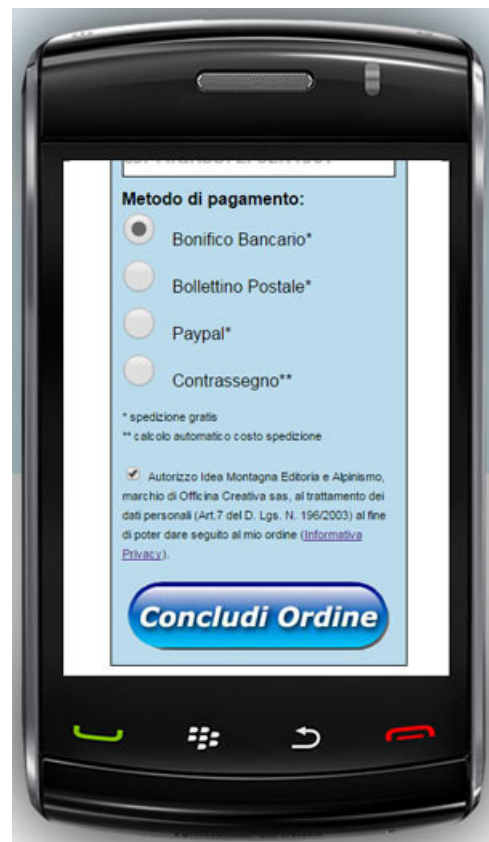 Metodo di pagamento:
Bonifico Bancario*
Bollettino Postale*
Paypal*
Contrassegno**
* spedizione gratis
** calcolo automatico costo spedizione
Autorizzo Idea Montagna Editoria e Alpinismo,
marchio di Officina Creativa sas, al trattamento dei
dati personali (Art.7 del D. Lgs. N. 196/2003) al fine
di poter dare seguito al mio ordine (Informativa
Privacy).
Concludi Ordine